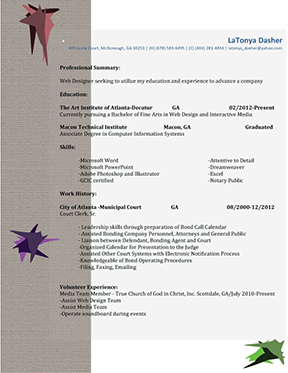 LaTonya Dasher
Court, McDonough, GA 30253 | (H) (678) 583-6495 | (C) (404) 281-4054 | latonya_dasher@yahoo.com
Professional Summary:
Web Designer seeking to utilize my education and experience to advance a company
Education:
The Art Institute of Atlanta-Decatur GA 02/2012-Present
Currently pursuing a Bachelor of Fine Arts in Web Design and Interactive Media
Macon Technical Institute Macon, GA Graduated
Associate Degree in Computer Information Systems
Skills:
-Microsoft Word -Attentive to Detail
-Microsoft PowerPoint -Dreamweaver
-Adobe Photoshop and Illustrator -Excel
-GCIC certified -Notary Public
Work History:
City of Atlanta -Municipal Court GA 08/2000-12/2012
Court Clerk, Sr.
- Leadership skills through preparation of Bond Call Calendar
- Assisted Bonding Company Personnel, Attorneys and General Public
- Liaison between Defendant, Bonding Agent and Court
-Organized Calendar for Presentation to the Judge
-Assisted Other Court Systems with Electronic Notification Process
-Knowledgeable of Bond Operating Procedures
-Filing, Faxing, Emailing
Volunteer Experience:
Media Team Member - True Church of God in Christ, Inc. Scottdale, GA/July 2010-Present
-Assist Web Design Team
-Assist Media Team
-Operate soundboard during events